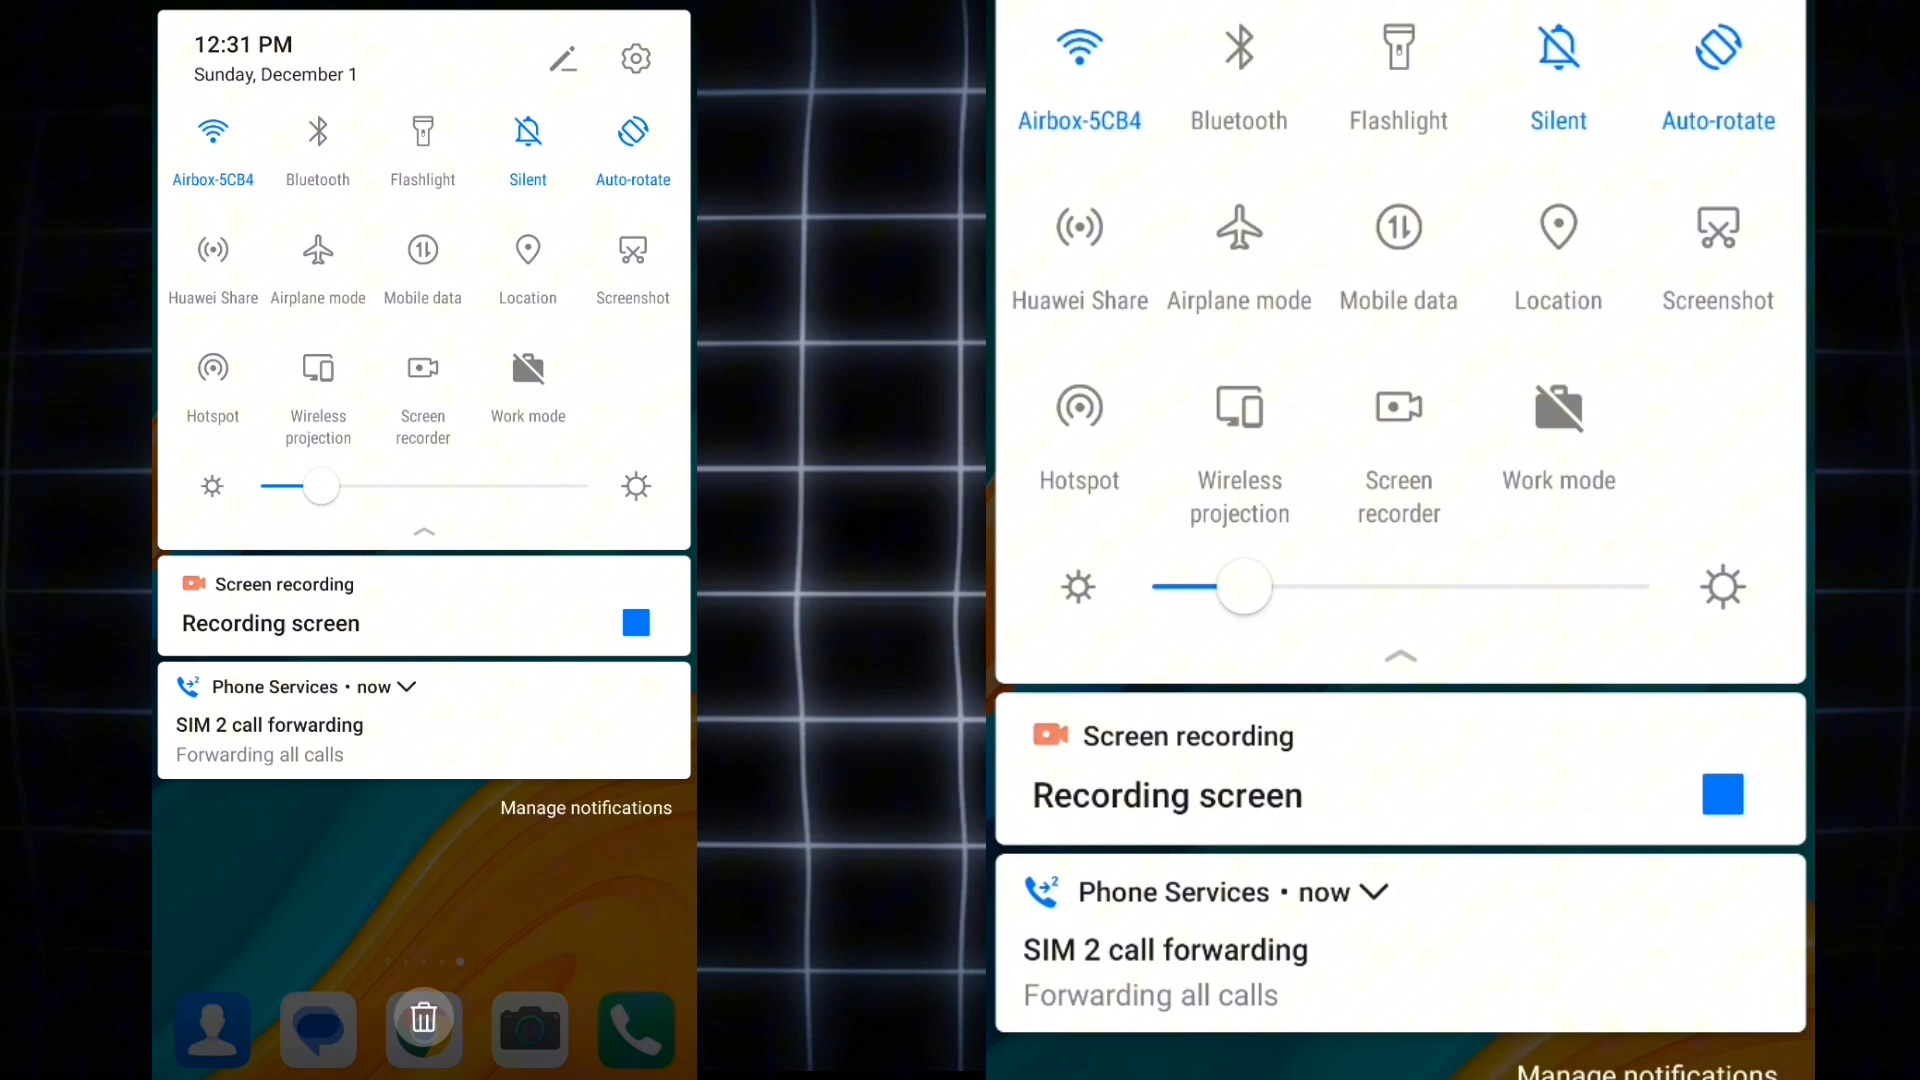 12:31 PM
Sunday, December 1
Airbox-5CB4 Bluetooth Flashlight Silent Auto-rotate
Huawei Share Airplane mode Mobile data Location Screenshot
Hotspot Wireless projection Screen recorder Work mode
Screen recording
Recording screen
2
Phone Services • now
SIM 2 call forwarding
Forwarding all calls
Manage notifications
Airbox-5CB4 Bluetooth Flashlight Silent Auto-rotate
Huawei Share Airplane mode Mobile data Location Screenshot
Hotspot Wireless projection Screen recorder Work mode
Screen recording
Recording screen
2
Phone Services • now
SIM 2 call forwarding
Forwarding all calls
Manage notifications